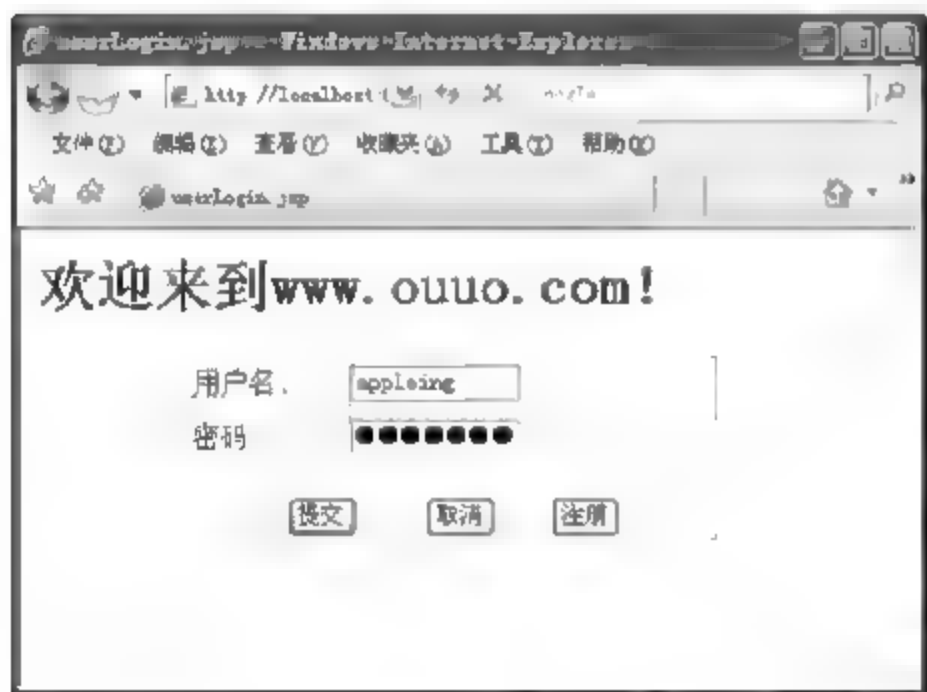 userLogin.jsp - Windows Internet Explorer
http://localhost
文件(F) 编辑(E) 查看(V) 收藏夹(A) 工具(T) 帮助(H)
userLogin.jsp
欢迎来到www.ouuo.com!
用户名:
密码
提交 取消 注册